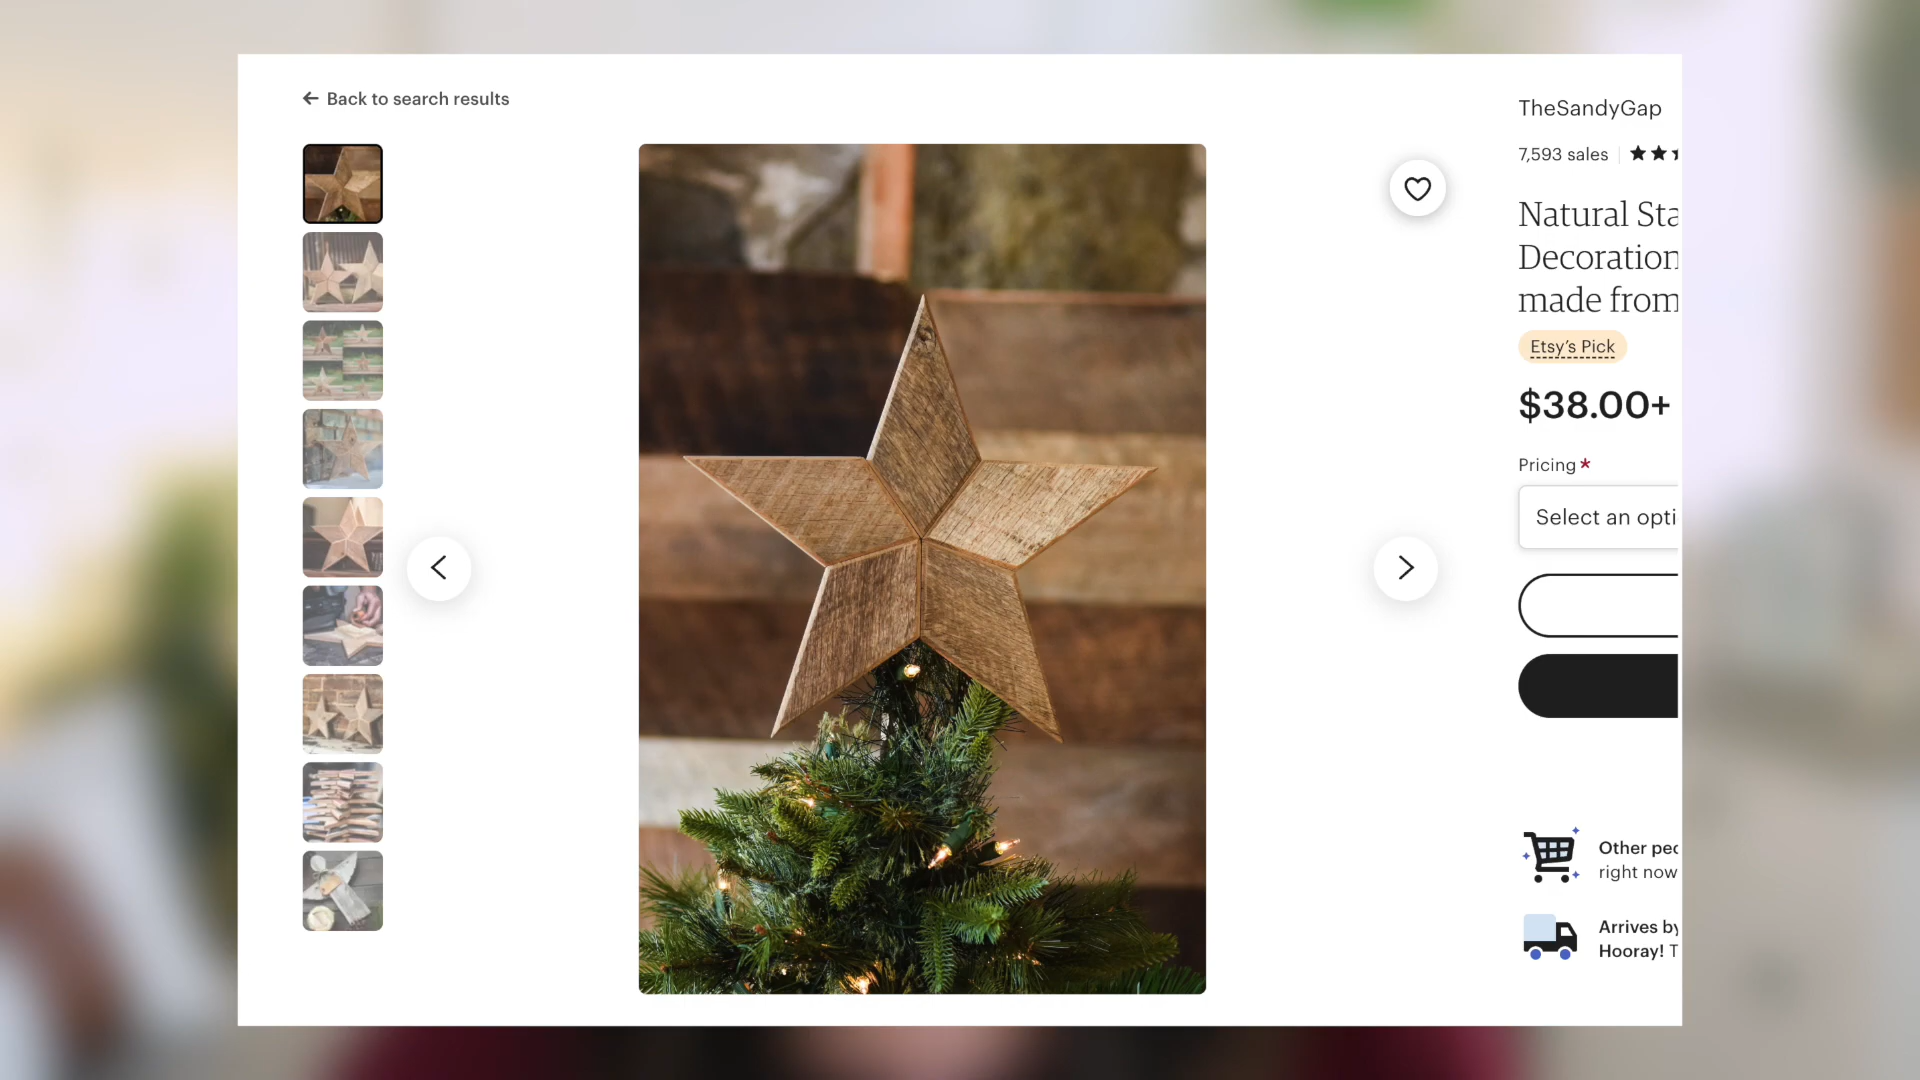 Back to search results
TheSandyGap
7,593 sales
Natural Sta
Decoration
made from
Etsy's Pick
$38.00+
Pricing*
Select an opti
Other pec
right now
Arrives by
Hooray! T